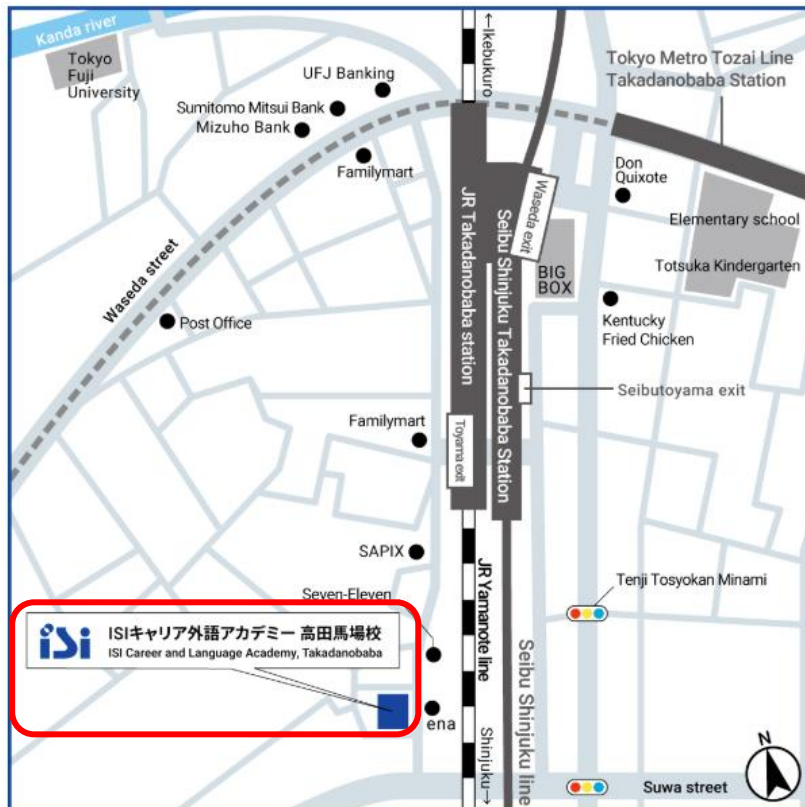 Kanda river
Tokyo
Fuji
University
←Ikebukuro
UFJ Banking
Sumitomo Mitsui Bank
Mizuho Bank
Familymart
Tokyo Metro Tozai Line
Takadanobaba Station
Don
Quixote
Elementary school
Totsuka Kindergarten
Waseda exit
JR Takadanobaba station
Seibu Shinjuku Takadanobaba Station
BIG
BOX
Waseda street
Post Office
Kentucky
Fried Chicken
Seibutoyama exit
Familymart
Toyama exit
SAPIX
JR Yamanote line
Tenji Tosyokan Minami
Seven-Eleven
isi
ISIキャリア外語アカデミー 高田馬場校
ISI Career and Language Academy, Takadanobaba
Seibu Shinjuku line
ena
Shinjuku→
N
Suwa street